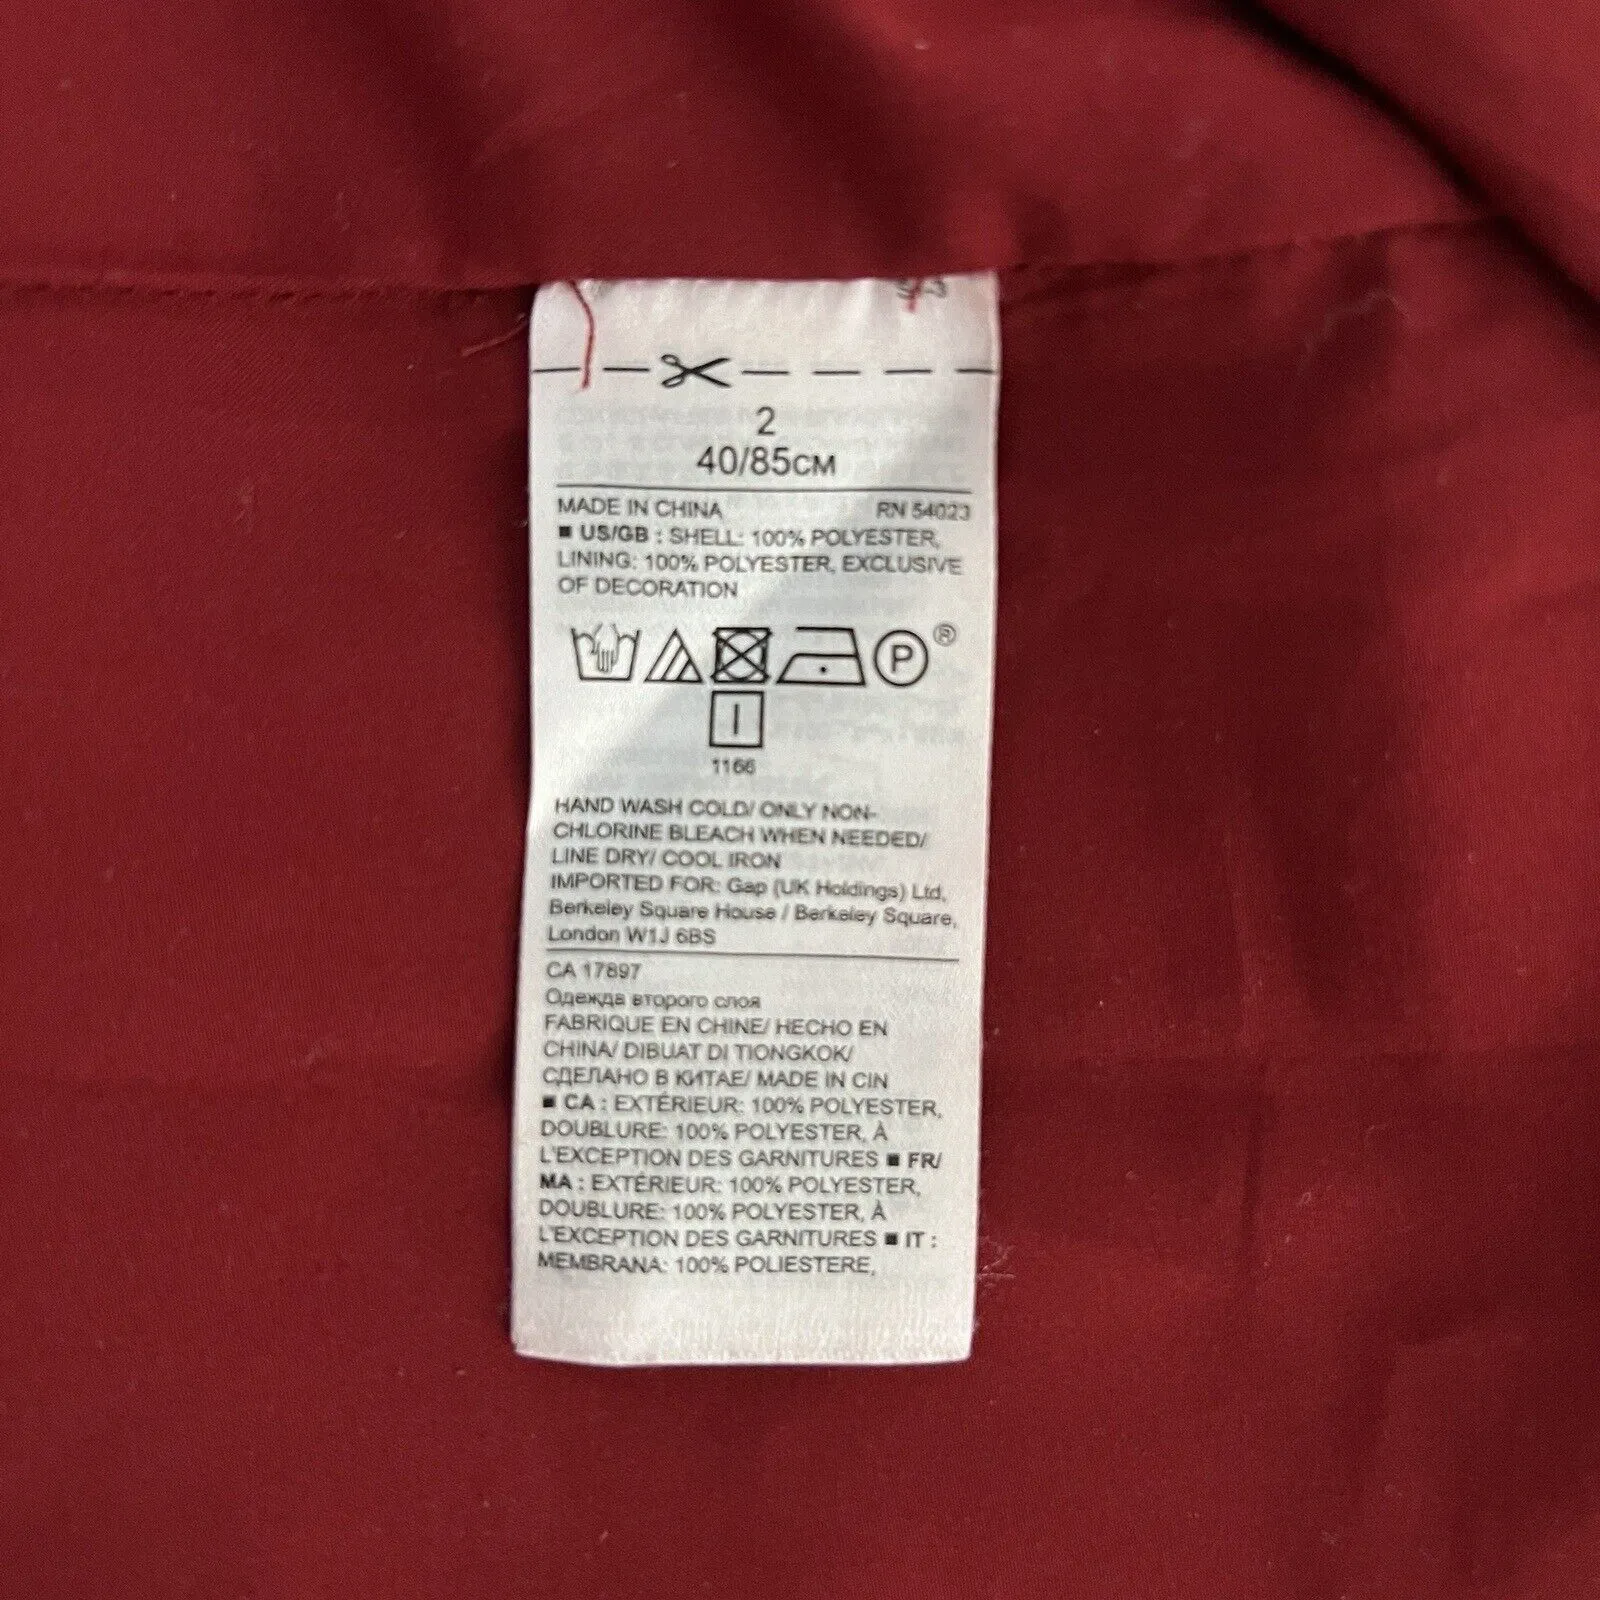 2
40/85CM
MADE IN CHINA RN 54023
■ US/GB : SHELL: 100% POLYESTER,
LINING: 100% POLYESTER, EXCLUSIVE
OF DECORATION
P ®
I
1166
HAND WASH COLD/ ONLY NON-
CHLORINE BLEACH WHEN NEEDED/
LINE DRY/ COOL IRON
IMPORTED FOR: Gap (UK Holdings) Ltd,
Berkeley Square House / Berkeley Square,
London W1J 6BS
CA 17897
Одежда второго слоя
FABRIQUE EN CHINE/ HECHO EN
CHINA/ DIBUAT DI TIONGKOK/
СДЕЛАНО В КИТАЕ/ MADE IN CIN
■ CA : EXTÉRIEUR: 100% POLYESTER,
DOUBLURE: 100% POLYESTER, À
L'EXCEPTION DES GARNITURES ■ FR/
MA : EXTÉRIEUR: 100% POLYESTER,
DOUBLURE: 100% POLYESTER, À
L'EXCEPTION DES GARNITURES ■ IT :
MEMBRANA: 100% POLIESTERE,